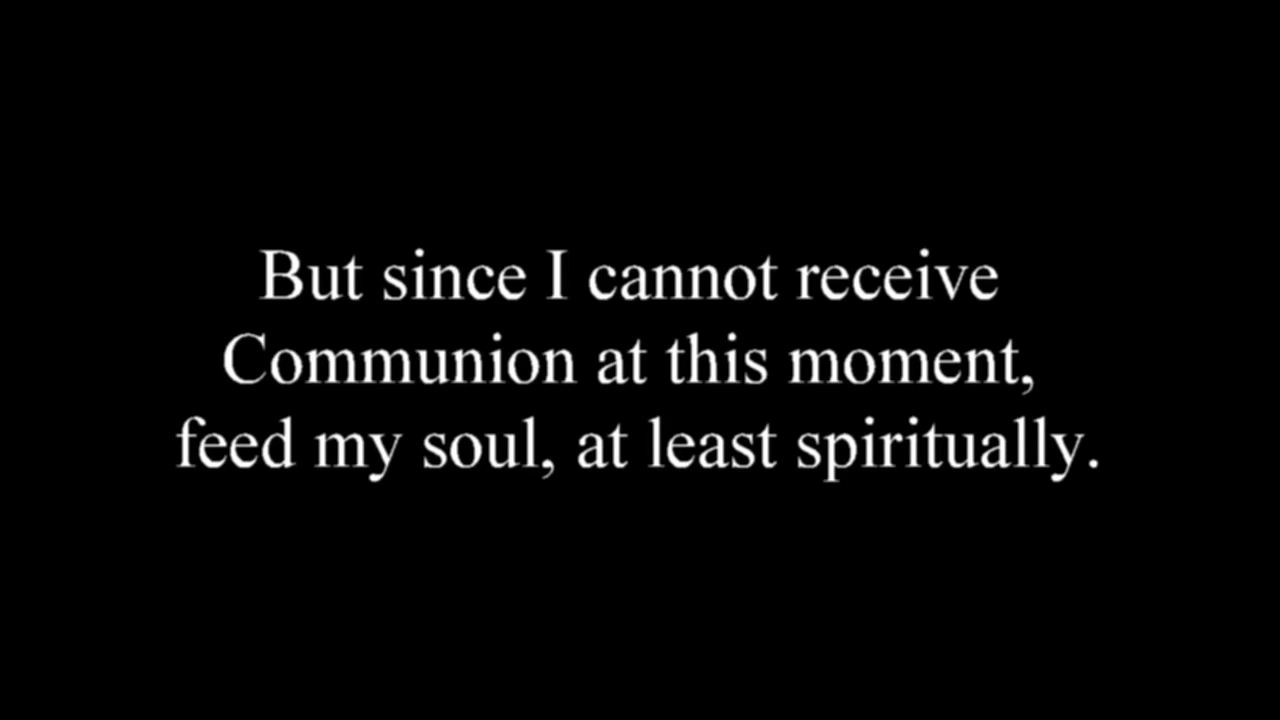 But since I cannot receive
Communion at this moment,
feed my soul, at least spiritually.